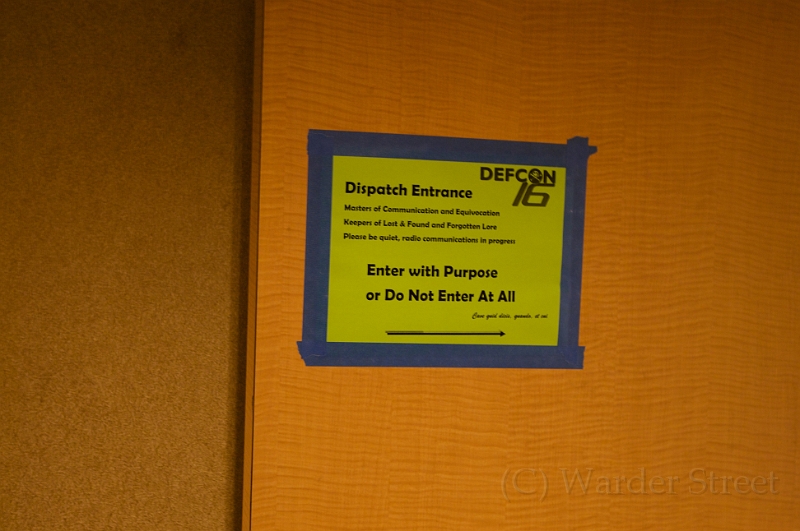 DEFCON
16
Dispatch Entrance
Masters of Communication and Equivocation
Keepers of Lost & Found and Forgotten Lore
Please be quiet, radio communications in progress
Enter with Purpose
or Do Not Enter At All
Cave quid dicis, quando, et cui
(C) Warder Street